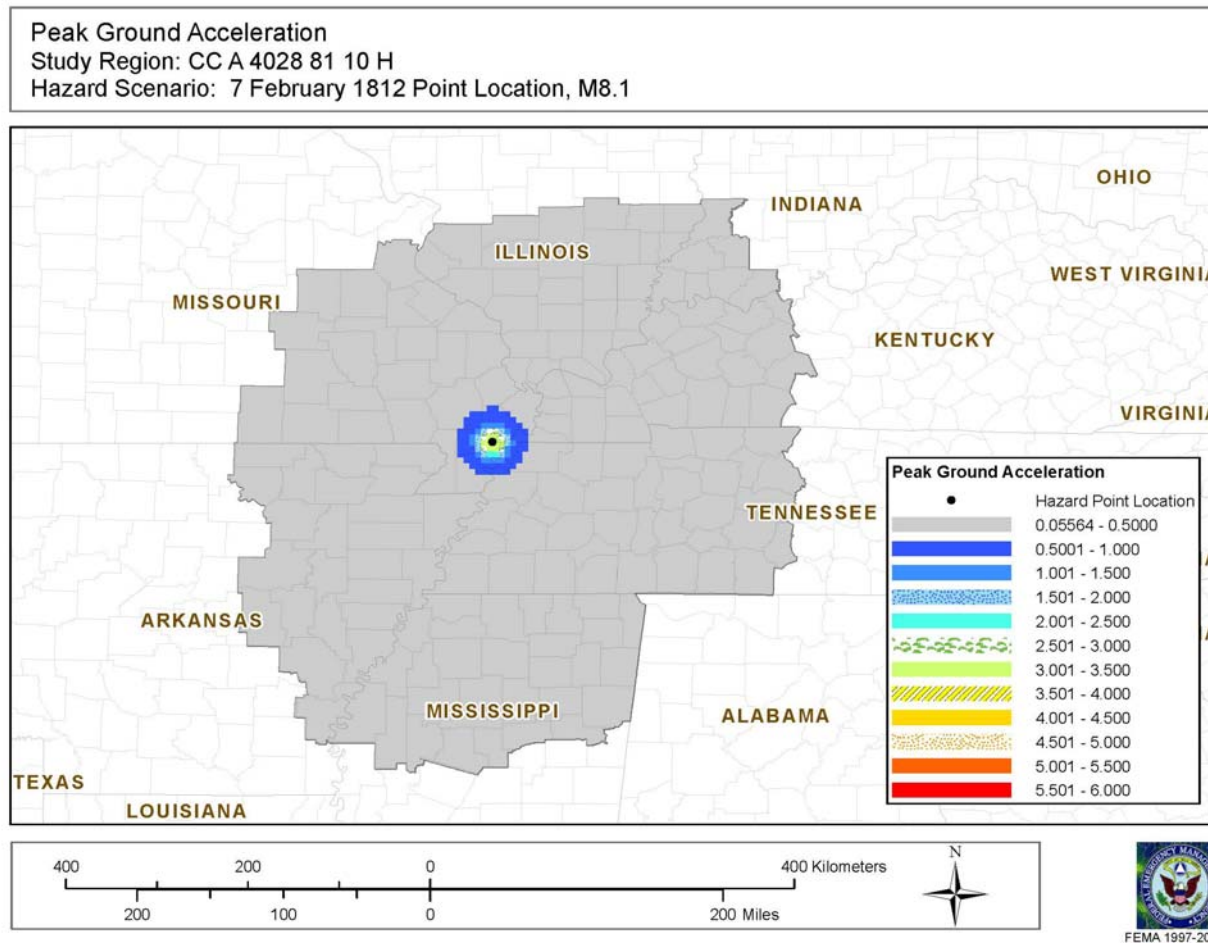 Peak Ground Acceleration
Study Region: CC A 4028 81 10 H
Hazard Scenario: 7 February 1812 Point Location, M8.1
OHIO
INDIANA
ILLINOIS
WEST VIRGINIA
MISSOURI
KENTUCKY
VIRGINIA
TENNESSEE
ARKANSAS
MISSISSIPPI
ALABAMA
TEXAS
LOUISIANA
Peak Ground Acceleration
Hazard Point Location
0.05564 - 0.5000
0.5001 - 1.000
1.001 - 1.500
1.501 - 2.000
2.001 - 2.500
2.501 - 3.000
3.001 - 3.500
3.501 - 4.000
4.001 - 4.500
4.501 - 5.000
5.001 - 5.500
5.501 - 6.000
400 200 0 400 Kilometers
200 100 0 200 Miles
N
FEMA 1997-20